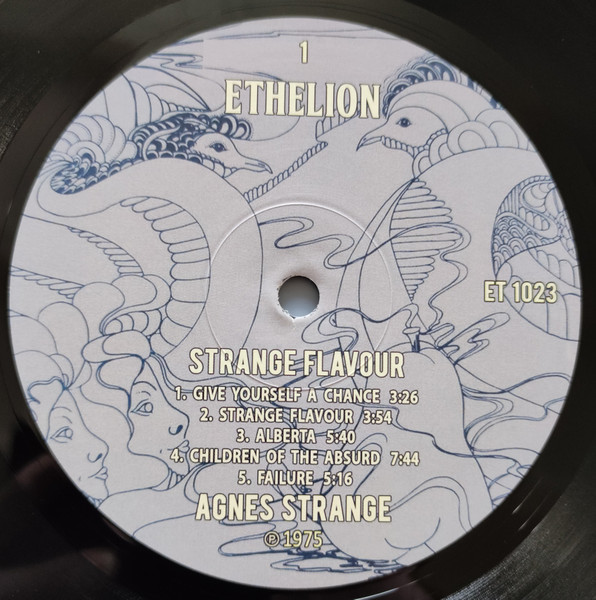 1
ETHELION
ET 1023
STRANGE FLAVOUR
1. GIVE YOURSELF A CHANCE 3:26
2. STRANGE FLAVOUR 3:54
3. ALBERTA 5:40
4. CHILDREN OF THE ABSURD 7:44
5. FAILURE 5:16
AGNES STRANGE
℗ 1975